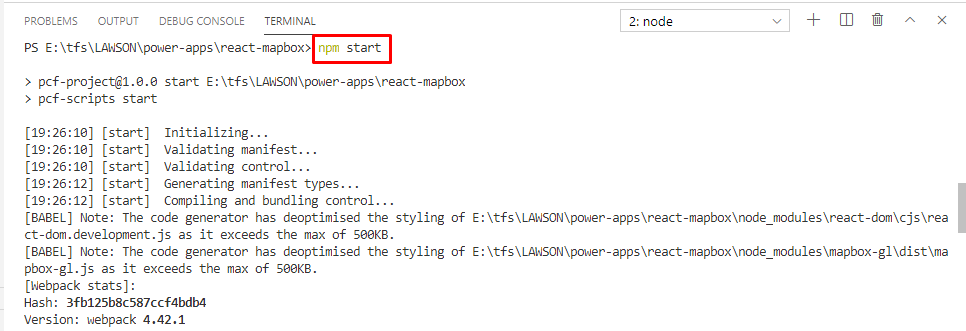 PROBLEMS OUTPUT DEBUG CONSOLE TERMINAL 2: node
PS E:\tfs\LAWSON\power-apps\react-mapbox> npm start
> pcf-project@1.0.0 start E:\tfs\LAWSON\power-apps\react-mapbox
> pcf-scripts start
[19:26:10] [start]  Initializing...
[19:26:10] [start]  Validating manifest...
[19:26:10] [start]  Validating control...
[19:26:12] [start]  Generating manifest types...
[19:26:12] [start]  Compiling and bundling control...
[BABEL] Note: The code generator has deoptimised the styling of E:\tfs\LAWSON\power-apps\react-mapbox\node_modules\react-dom\cjs\rea
ct-dom.development.js as it exceeds the max of 500KB.
[BABEL] Note: The code generator has deoptimised the styling of E:\tfs\LAWSON\power-apps\react-mapbox\node_modules\mapbox-gl\dist\ma
pbox-gl.js as it exceeds the max of 500KB.
[Webpack stats]:
Hash: 3fb125b8c587ccf4bdb4
Version: webpack 4.42.1